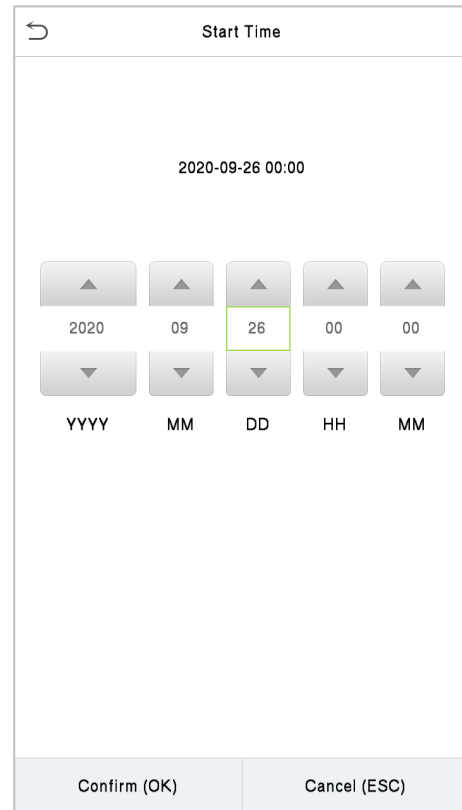 Start Time
2020-09-26 00:00
2020 09 26 00 00
YYYY MM DD HH MM
Confirm (OK) Cancel (ESC)